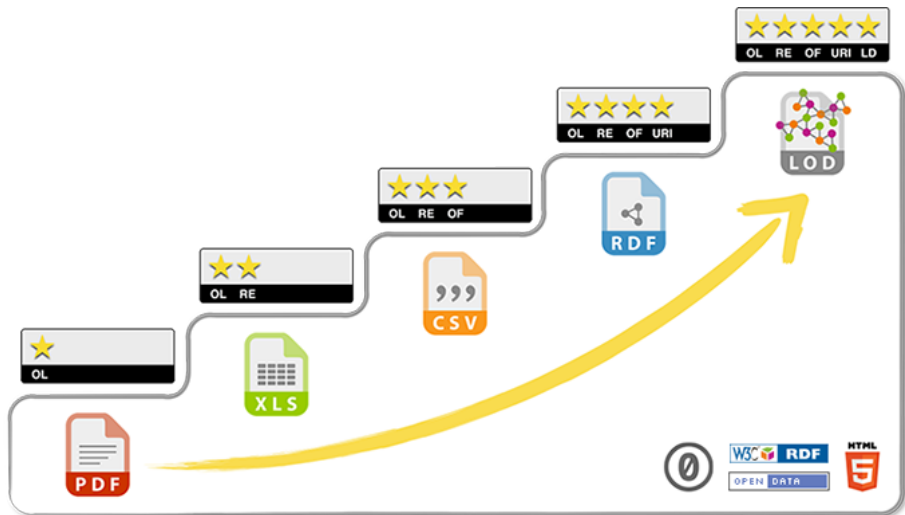 OL RE OF URI LD
LOD
OL RE OF URI
RDF
OL RE OF
CSV
OL RE
XLS
OL
PDF
0
W3C RDF
OPEN DATA
HTML
5